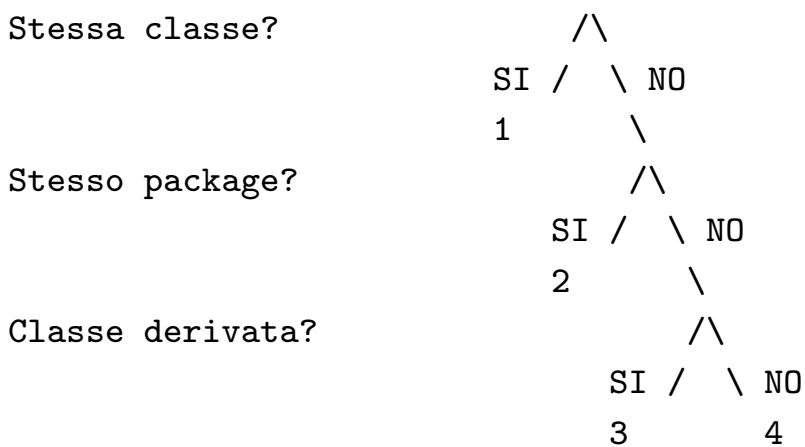 Stessa classe? /\
SI / \ NO
1 \
Stesso package? /\
SI / \ NO
2 \
Classe derivata? /\
SI / \ NO
3 4